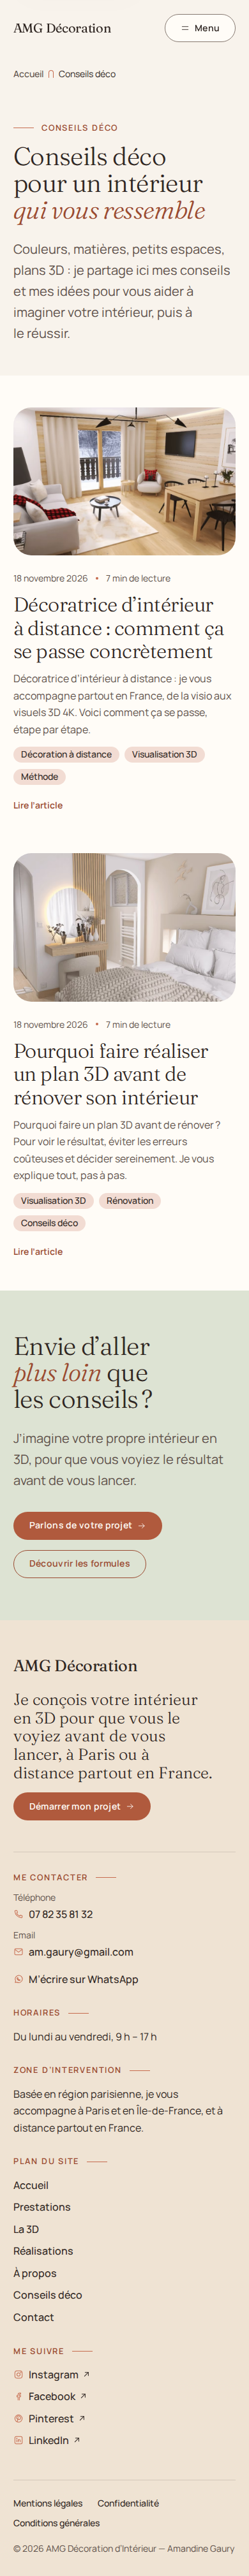 AMG Décoration
Menu
Accueil
Conseils déco
CONSEILS DÉCO
Conseils déco
pour un intérieur
qui vous ressemble
Couleurs, matières, petits espaces,
plans 3D : je partage ici mes conseils
et mes idées pour vous aider à
imaginer votre intérieur, puis à
le réussir.
18 novembre 2026 • 7 min de lecture
Décoratrice d’intérieur
à distance : comment ça
se passe concrètement
Décoratrice d’intérieur à distance : je vous
accompagne partout en France, de la visio aux
visuels 3D 4K. Voici comment ça se passe,
étape par étape.
Décoration à distance
Visualisation 3D
Méthode
Lire l’article
18 novembre 2026 • 7 min de lecture
Pourquoi faire réaliser
un plan 3D avant de
rénover son intérieur
Pourquoi faire un plan 3D avant de rénover ?
Pour voir le résultat, éviter les erreurs
coûteuses et décider sereinement. Je vous
explique tout, pas à pas.
Visualisation 3D
Rénovation
Conseils déco
Lire l’article
Envie d’aller
plus loin que
les conseils ?
J’imagine votre propre intérieur en
3D, pour que vous voyiez le résultat
avant de vous lancer.
Parlons de votre projet →
Découvrir les formules
AMG Décoration
Je conçois votre intérieur
en 3D pour que vous le
voyiez avant de vous
lancer, à Paris ou à
distance partout en France.
Démarrer mon projet →
ME CONTACTER
Téléphone
07 82 35 81 32
Email
am.gaury@gmail.com
M’écrire sur WhatsApp
HORAIRES
Du lundi au vendredi, 9 h – 17 h
ZONE D’INTERVENTION
Basée en région parisienne, je vous
accompagne à Paris et en Île-de-France, et à
distance partout en France.
PLAN DU SITE
Accueil
Prestations
La 3D
Réalisations
À propos
Conseils déco
Contact
ME SUIVRE
Instagram ↗
Facebook ↗
Pinterest ↗
LinkedIn ↗
Mentions légales
Confidentialité
Conditions générales
© 2026 AMG Décoration d’Intérieur — Amandine Gaury